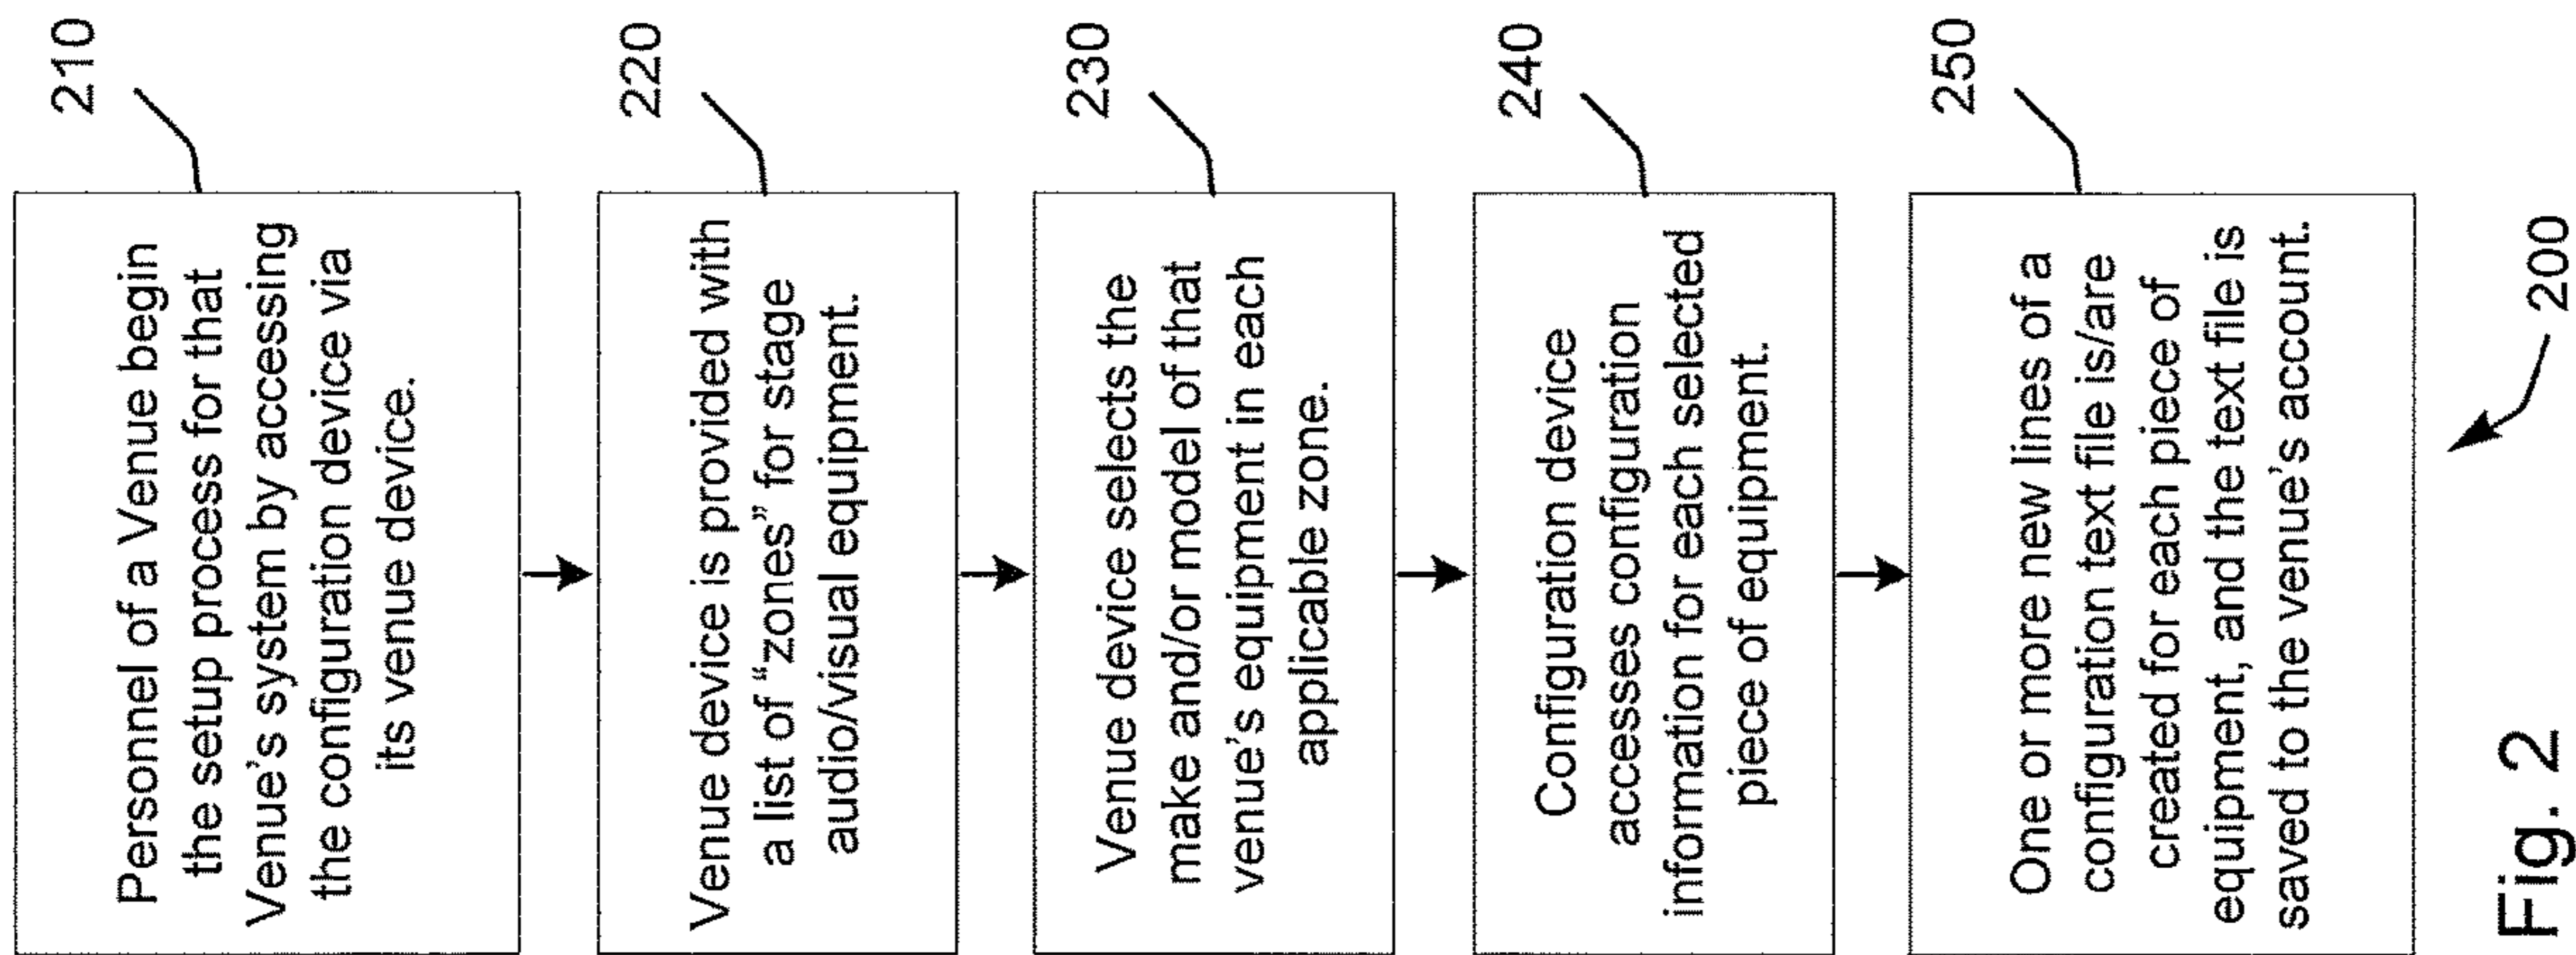 210
Personnel of a Venue begin
the setup process for that
Venue's system by accessing
the configuration device via
its venue device.
220
Venue device is provided with
a list of “zones” for stage
audio/visual equipment.
230
Venue device selects the
make and/or model of that
venue's equipment in each
applicable zone.
240
Configuration device
accesses configuration
information for each selected
piece of equipment.
250
One or more new lines of a
configuration text file is/are
created for each piece of
equipment, and the text file is
saved to the venue's account.
200
Fig. 2